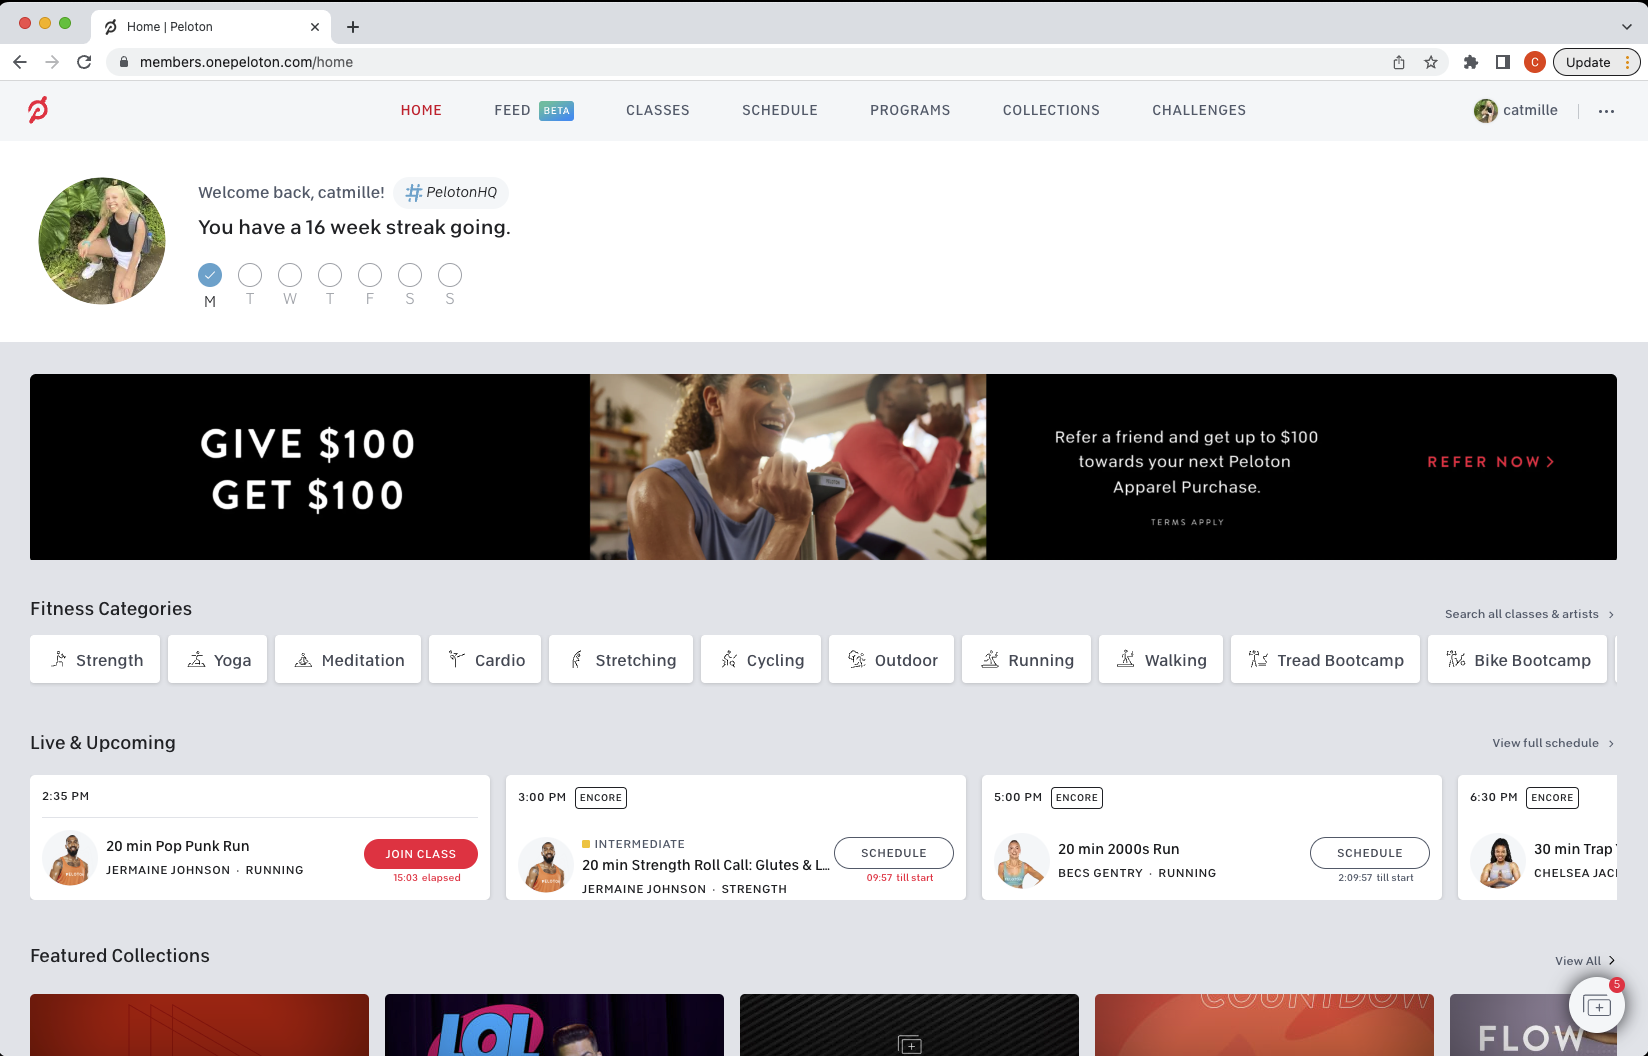 Home | Peloton
members.onepeloton.com/home
C
Update
HOME
FEED BETA
CLASSES
SCHEDULE
PROGRAMS
COLLECTIONS
CHALLENGES
catmille
Welcome back, catmille! #PelotonHQ
You have a 16 week streak going.
M T W T F S S
GIVE $100
GET $100
Refer a friend and get up to $100
towards your next Peloton
Apparel Purchase.
TERMS APPLY
REFER NOW
Fitness Categories
Search all classes & artists
Strength
Yoga
Meditation
Cardio
Stretching
Cycling
Outdoor
Running
Walking
Tread Bootcamp
Bike Bootcamp
Live & Upcoming
View full schedule
2:35 PM
20 min Pop Punk Run
JERMAINE JOHNSON · RUNNING
JOIN CLASS
15:03 elapsed
3:00 PM ENCORE
INTERMEDIATE
20 min Strength Roll Call: Glutes & L...
JERMAINE JOHNSON · STRENGTH
SCHEDULE
09:57 till start
5:00 PM ENCORE
20 min 2000s Run
BECS GENTRY · RUNNING
SCHEDULE
2:09:57 till start
6:30 PM ENCORE
30 min Trap
CHELSEA JAC
Featured Collections
View All
5
LOL
COUNTDOW
FLOW